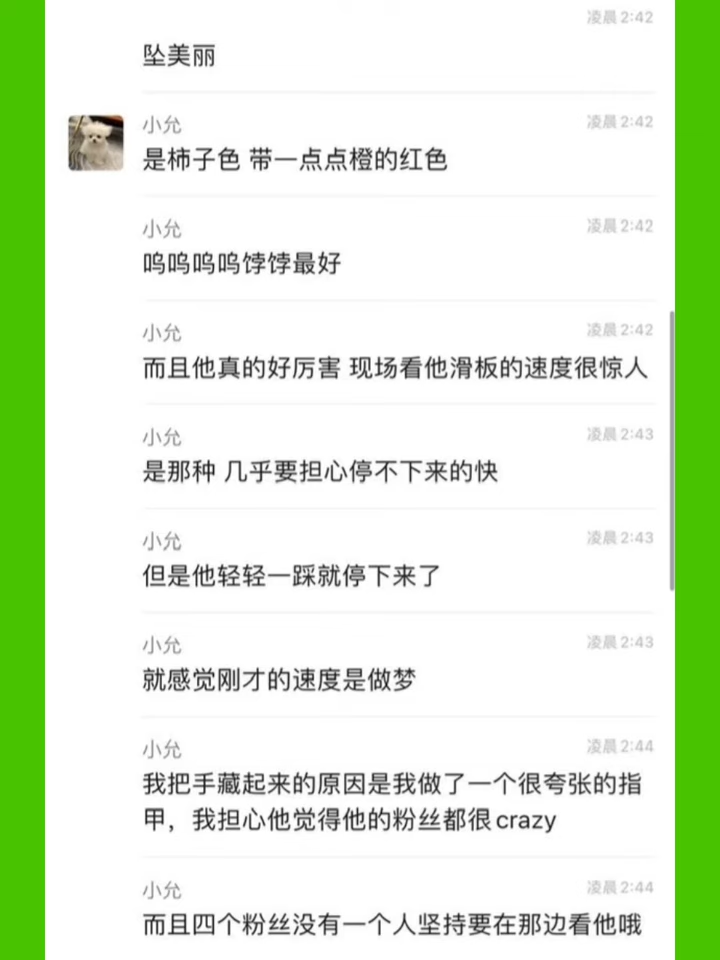 凌晨2:42
坠美丽
小允 凌晨2:42
是柿子色 带一点点橙的红色
小允 凌晨2:42
呜呜呜呜饽饽最好
小允 凌晨2:42
而且他真的好厉害 现场看他滑板的速度很惊人
小允 凌晨2:43
是那种 几乎要担心停不下来的快
小允 凌晨2:43
但是他轻轻一踩就停下来了
小允 凌晨2:43
就感觉刚才的速度是做梦
小允 凌晨2:44
我把手藏起来的原因是我做了一个很夸张的指
甲，我担心他觉得他的粉丝都很crazy
小允 凌晨2:44
而且四个粉丝没有一个人坚持要在那边看他哦